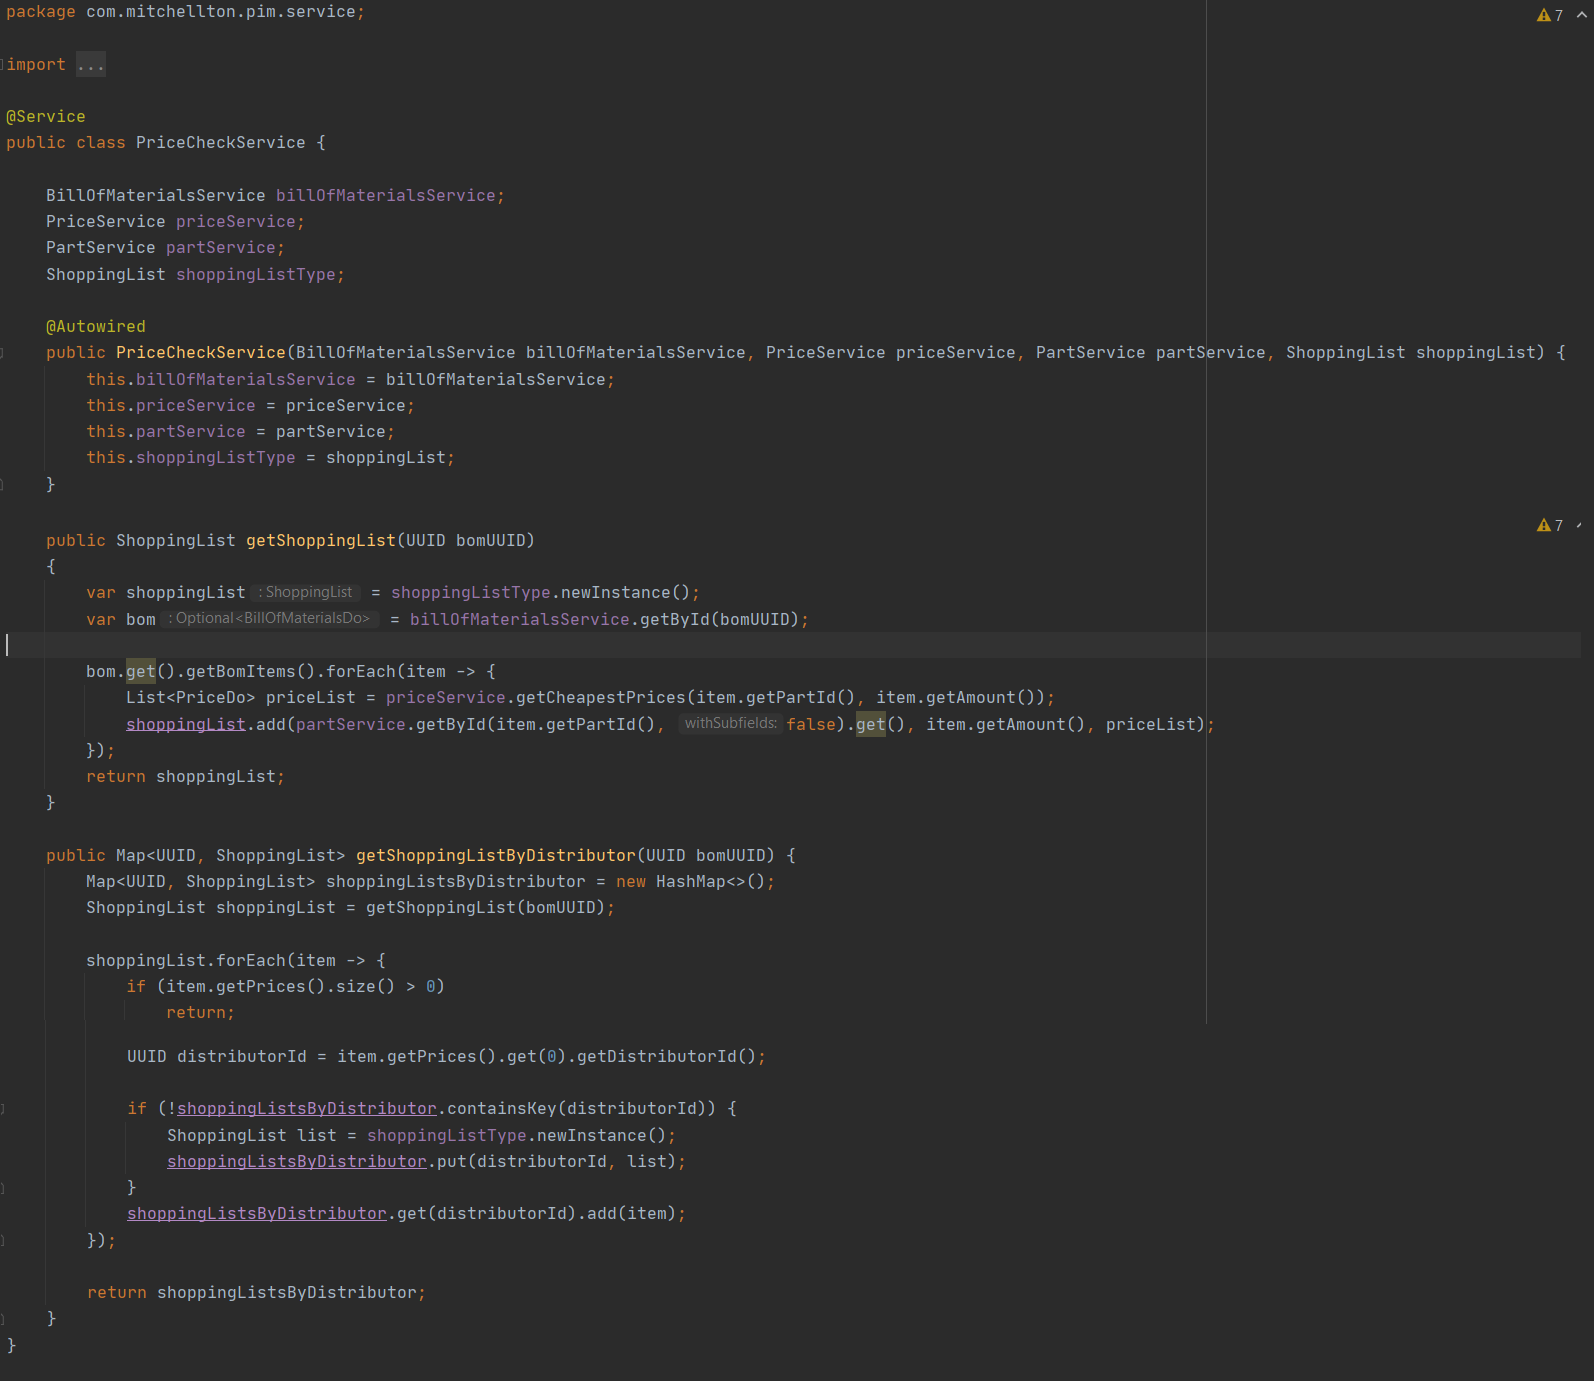 package com.mitchellton.pim.service;
7
import ...
@Service
public class PriceCheckService {
BillOfMaterialsService billOfMaterialsService;
PriceService priceService;
PartService partService;
ShoppingList shoppingListType;
@Autowired
public PriceCheckService(BillOfMaterialsService billOfMaterialsService, PriceService priceService, PartService partService, ShoppingList shoppingList) {
this.billOfMaterialsService = billOfMaterialsService;
this.priceService = priceService;
this.partService = partService;
this.shoppingListType = shoppingList;
}
7
public ShoppingList getShoppingList(UUID bomUUID)
{
var shoppingList : ShoppingList = shoppingListType.newInstance();
var bom : Optional<BillOfMaterialsDo> = billOfMaterialsService.getById(bomUUID);
bom.get().getBomItems().forEach(item -> {
List<PriceDo> priceList = priceService.getCheapestPrices(item.getPartId(), item.getAmount());
shoppingList.add(partService.getById(item.getPartId(), withSubfields: false).get(), item.getAmount(), priceList);
});
return shoppingList;
}
public Map<UUID, ShoppingList> getShoppingListByDistributor(UUID bomUUID) {
Map<UUID, ShoppingList> shoppingListsByDistributor = new HashMap<>();
ShoppingList shoppingList = getShoppingList(bomUUID);
shoppingList.forEach(item -> {
if (item.getPrices().size() > 0)
return;
UUID distributorId = item.getPrices().get(0).getDistributorId();
if (!shoppingListsByDistributor.containsKey(distributorId)) {
ShoppingList list = shoppingListType.newInstance();
shoppingListsByDistributor.put(distributorId, list);
}
shoppingListsByDistributor.get(distributorId).add(item);
});
return shoppingListsByDistributor;
}
}